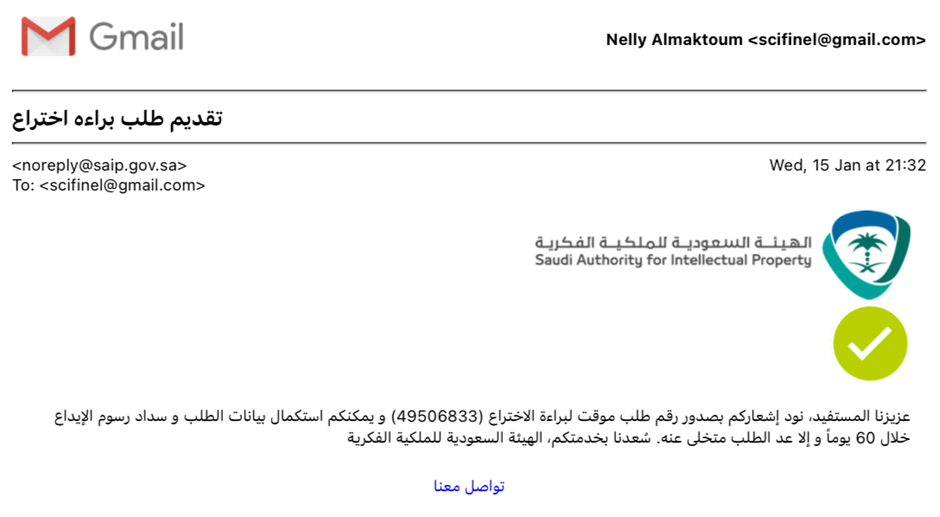 Gmail
Nelly Almaktoum <scifinel@gmail.com>
تقديم طلب براءه اختراع
<noreply@saip.gov.sa>
Wed, 15 Jan at 21:32
To: <scifinel@gmail.com>
الهيئة السعودية للملكية الفكرية
Saudi Authority for Intellectual Property
عزيزنا المستفيد، نود إشعاركم بصدور رقم طلب موقت لبراءة الاختراع (49506833) و يمكنكم استكمال بيانات الطلب و سداد رسوم الإيداع
خلال 60 يوماً و إلا عد الطلب متخلى عنه. سُعدنا بخدمتكم، الهيئة السعودية للملكية الفكرية
تواصل معنا